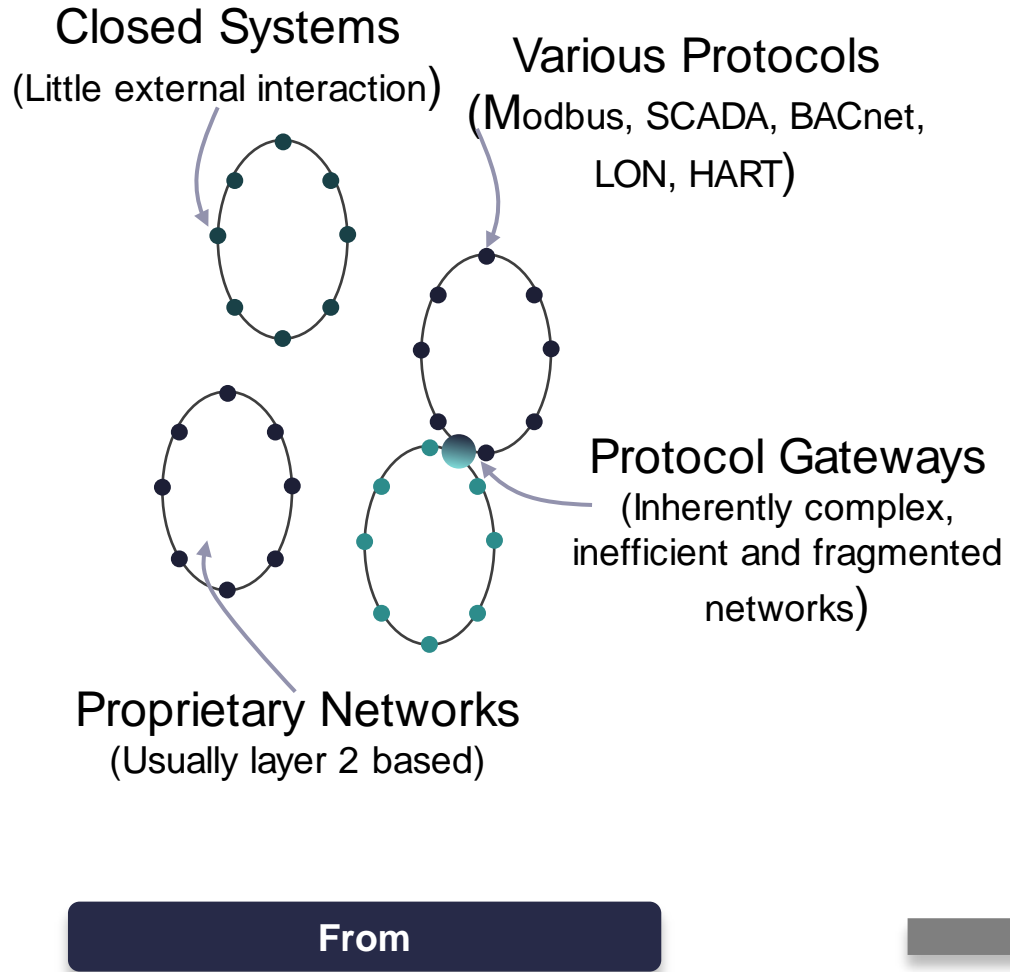 Closed Systems
(Little external interaction)
Various Protocols
(Modbus, SCADA, BACnet,
LON, HART)
Protocol Gateways
(Inherently complex,
inefficient and fragmented
networks)
Proprietary Networks
(Usually layer 2 based)
From